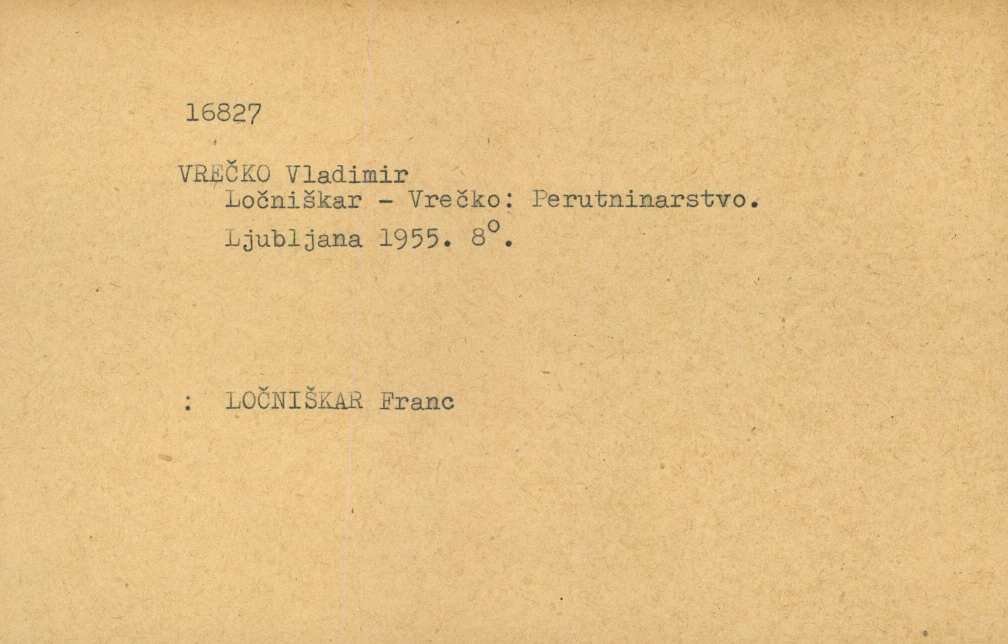 16827
VREČKO Vladimir
Ločniškar - Vrečko: Perutninarstvo.
Ljubljana 1955. 8°.
: LOČNIŠKAR Franc